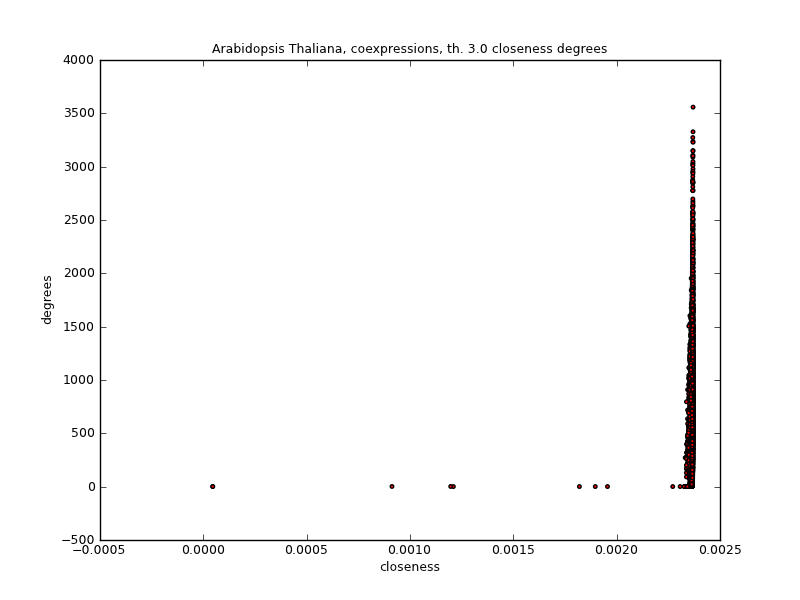 Arabidopsis Thaliana, coexpressions, th. 3.0 closeness degrees
4000
3500
3000
2500
2000
1500
1000
500
0
−500
degrees
−0.0005 0.0000 0.0005 0.0010 0.0015 0.0020 0.0025
closeness